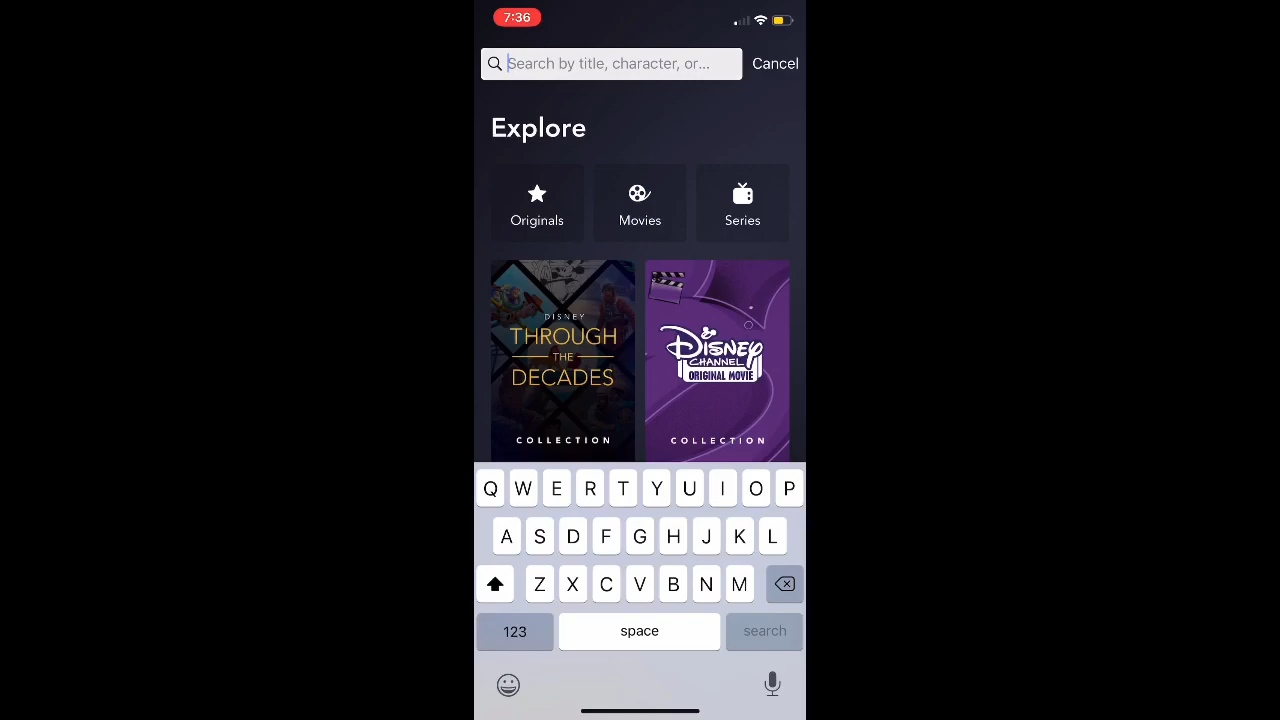 7:36
Search by title, character, or...
Cancel
Explore
Originals
Movies
Series
DISNEY
THROUGH
THE
DECADES
COLLECTION
Disney
CHANNEL
ORIGINAL MOVIE
COLLECTION
Q W E R T Y U I O P
A S D F G H J K L
Z X C V B N M
123
space
search